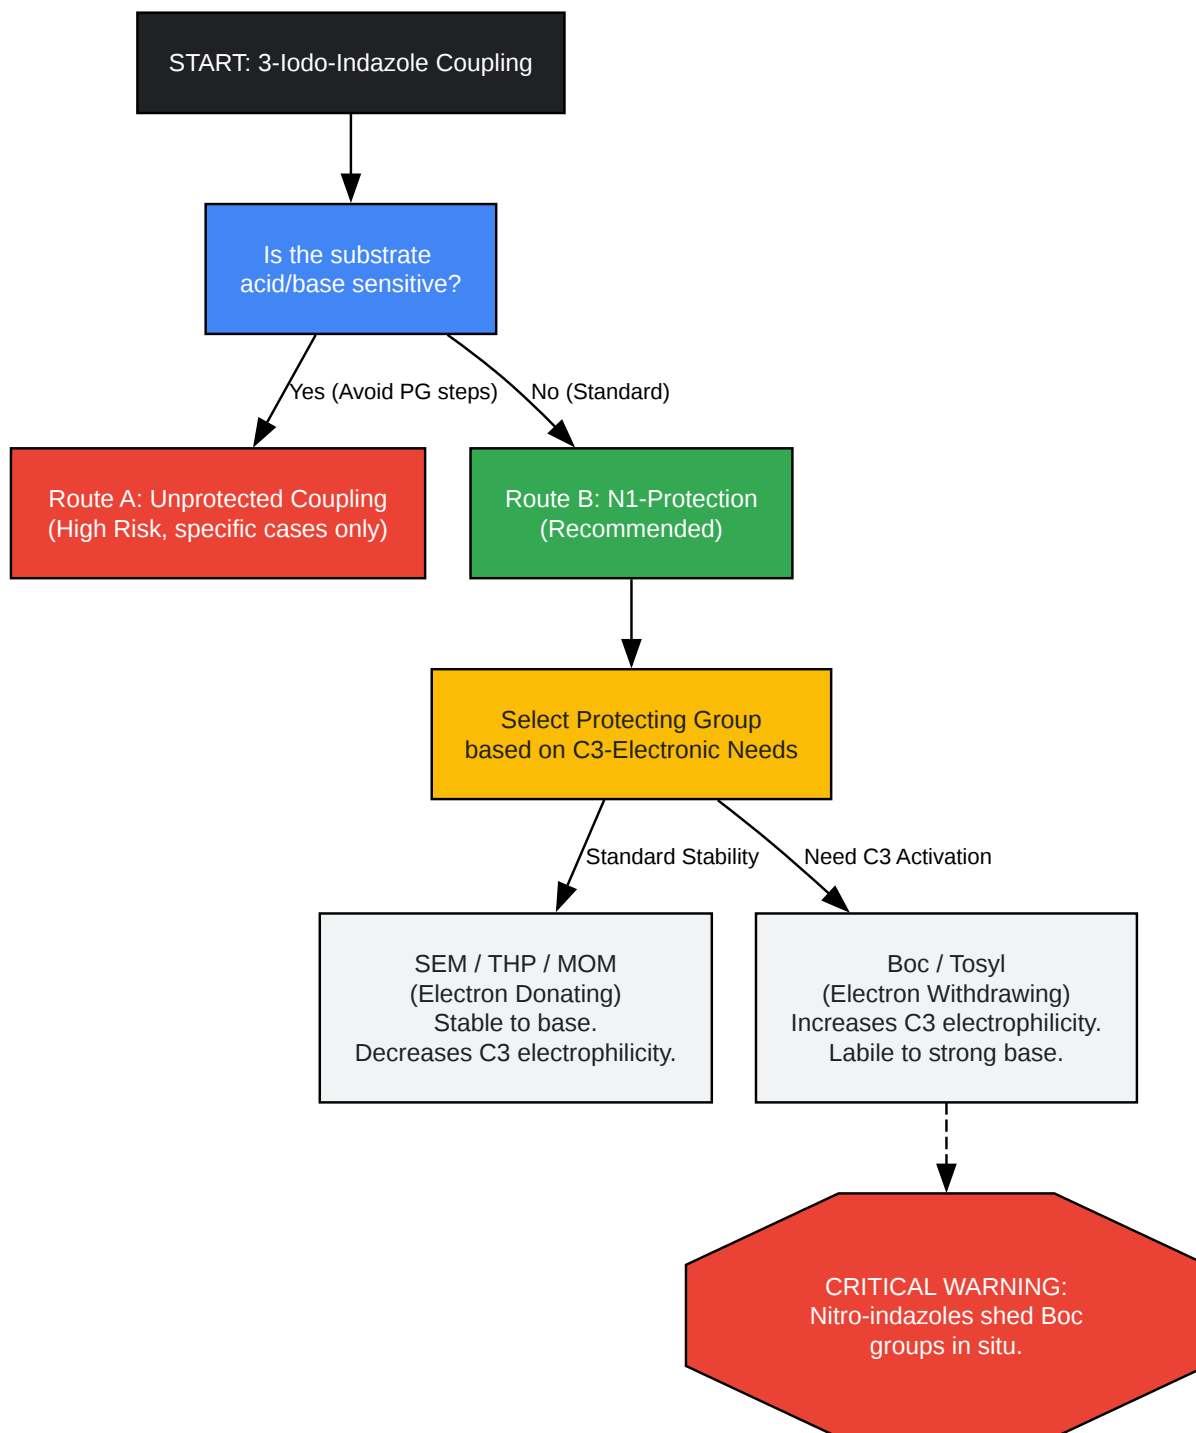 START: 3-Iodo-Indazole Coupling
Is the substrate
acid/base sensitive?
Yes (Avoid PG steps)
No (Standard)
Route A: Unprotected Coupling
(High Risk, specific cases only)
Route B: N1-Protection
(Recommended)
Select Protecting Group
based on C3-Electronic Needs
Standard Stability
Need C3 Activation
SEM / THP / MOM
(Electron Donating)
Stable to base.
Decreases C3 electrophilicity.
Boc / Tosyl
(Electron Withdrawing)
Increases C3 electrophilicity.
Labile to strong base.
CRITICAL WARNING:
Nitro-indazoles shed Boc
groups in situ.